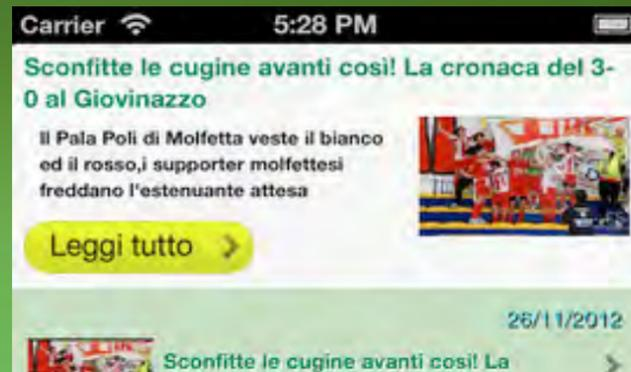 Carrier 5:28 PM
Sconfitte le cugine avanti così! La cronaca del 3-
0 al Giovinazzo
Il Pala Poli di Molfetta veste il bianco
ed il rosso,i supporter molfettesi
freddano l'estenuante attesa
Leggi tutto
26/11/2012
Sconfitte le cugine avanti così! La